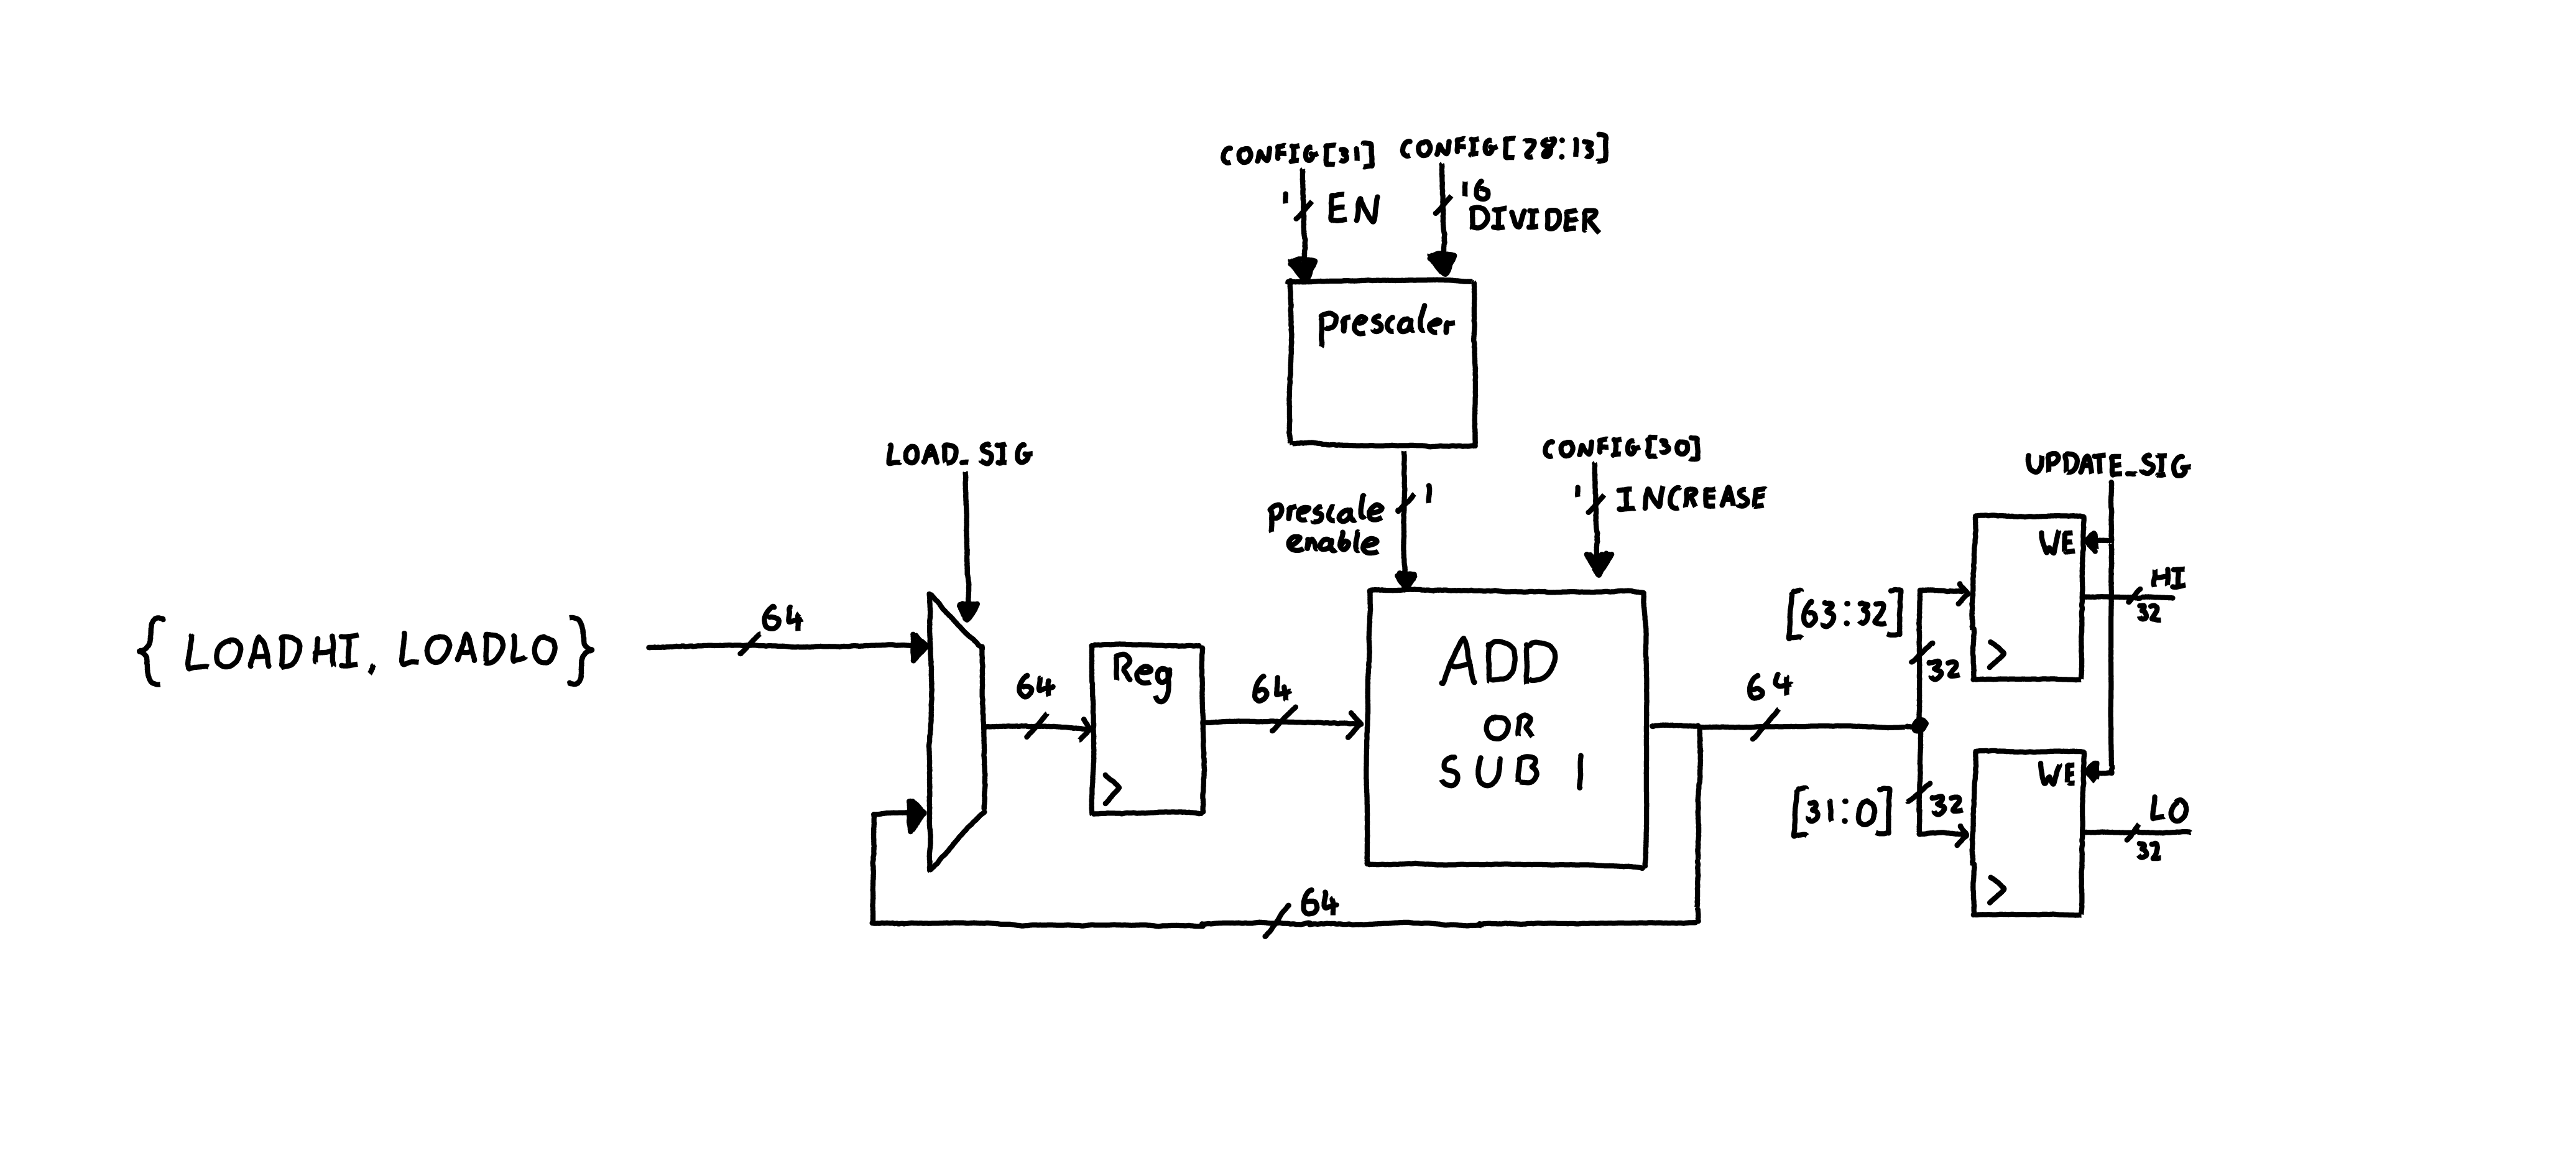 CONFIG[31] CONFIG[28:13]
1 EN
16
DIVIDER
prescaler
LOAD_SIG
CONFIG[30]
UPDATE_SIG
prescale 1
enable
1 INCREASE
WE
HI
32
{ LOADHI, LOADLO }
64
[63:32]
32
>
Reg
64
64
>
ADD
OR
SUB 1
64
WE
[31:0]
32
LO
32
>
64